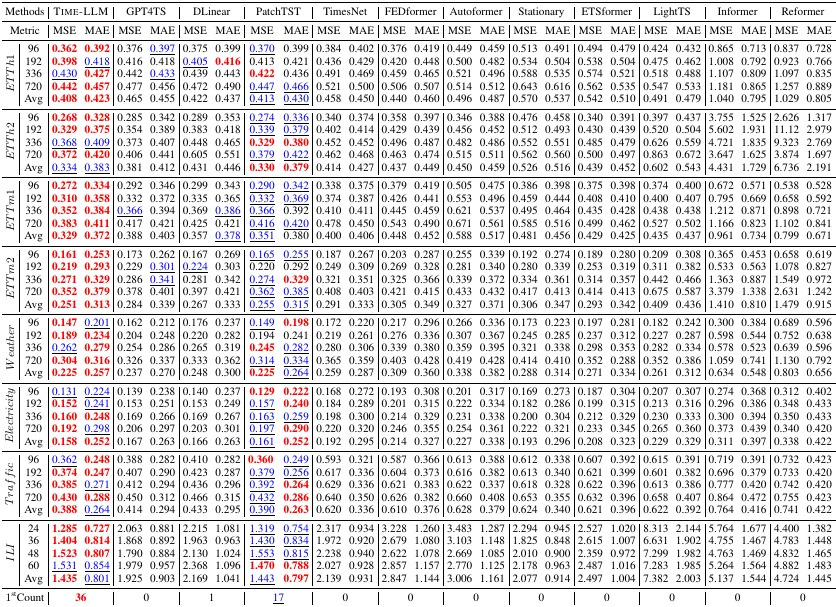 Methods TIME-LLM GPT4TS DLinear PatchTST TimesNet FEDformer Autoformer Stationary ETSformer LightTS Informer Reformer
Metric MSE MAE MSE MAE MSE MAE MSE MAE MSE MAE MSE MAE MSE MAE MSE MAE MSE MAE MSE MAE MSE MAE MSE MAE
ETTh1
96 0.362 0.392 0.376 0.397 0.375 0.399 0.370 0.399 0.384 0.402 0.376 0.419 0.449 0.459 0.513 0.491 0.494 0.479 0.424 0.432 0.865 0.713 0.837 0.728
192 0.398 0.418 0.416 0.418 0.405 0.416 0.413 0.421 0.436 0.429 0.420 0.448 0.500 0.482 0.534 0.504 0.538 0.504 0.475 0.462 1.008 0.792 0.923 0.766
336 0.430 0.427 0.442 0.433 0.439 0.443 0.422 0.436 0.491 0.469 0.459 0.465 0.521 0.496 0.588 0.535 0.574 0.521 0.518 0.488 1.107 0.809 1.097 0.835
720 0.442 0.457 0.477 0.456 0.472 0.490 0.447 0.466 0.521 0.500 0.506 0.507 0.514 0.512 0.643 0.616 0.562 0.535 0.547 0.533 1.181 0.865 1.257 0.889
Avg 0.408 0.423 0.465 0.455 0.422 0.437 0.413 0.430 0.458 0.450 0.440 0.460 0.496 0.487 0.570 0.537 0.542 0.510 0.491 0.479 1.040 0.795 1.029 0.805
ETTh2
96 0.268 0.328 0.285 0.342 0.289 0.353 0.274 0.336 0.340 0.374 0.358 0.397 0.346 0.388 0.476 0.458 0.340 0.391 0.397 0.437 3.755 1.525 2.626 1.317
192 0.329 0.375 0.354 0.389 0.383 0.418 0.339 0.379 0.402 0.414 0.429 0.439 0.456 0.452 0.512 0.493 0.430 0.439 0.520 0.504 5.602 1.931 11.12 2.979
336 0.368 0.409 0.373 0.407 0.448 0.465 0.329 0.380 0.452 0.452 0.496 0.487 0.482 0.486 0.552 0.551 0.485 0.479 0.626 0.559 4.721 1.835 9.323 2.769
720 0.372 0.420 0.406 0.441 0.605 0.551 0.379 0.422 0.462 0.468 0.463 0.474 0.515 0.511 0.562 0.560 0.500 0.497 0.863 0.672 3.647 1.625 3.874 1.697
Avg 0.334 0.383 0.381 0.412 0.431 0.446 0.330 0.379 0.414 0.427 0.437 0.449 0.450 0.459 0.526 0.516 0.439 0.452 0.602 0.543 4.431 1.729 6.736 2.191
ETTm1
96 0.272 0.334 0.292 0.346 0.299 0.343 0.290 0.342 0.338 0.375 0.379 0.419 0.505 0.475 0.386 0.398 0.375 0.398 0.374 0.400 0.672 0.571 0.538 0.528
192 0.310 0.358 0.332 0.372 0.335 0.365 0.332 0.369 0.374 0.387 0.426 0.441 0.553 0.496 0.459 0.444 0.408 0.410 0.400 0.407 0.795 0.669 0.658 0.592
336 0.352 0.384 0.366 0.394 0.369 0.386 0.366 0.392 0.410 0.411 0.445 0.459 0.621 0.537 0.495 0.464 0.435 0.428 0.438 0.438 1.212 0.871 0.898 0.721
720 0.383 0.411 0.417 0.421 0.425 0.421 0.416 0.420 0.478 0.450 0.543 0.490 0.671 0.561 0.585 0.516 0.499 0.462 0.527 0.502 1.166 0.823 1.102 0.841
Avg 0.329 0.372 0.388 0.403 0.357 0.378 0.351 0.380 0.400 0.406 0.448 0.452 0.588 0.517 0.481 0.456 0.429 0.425 0.435 0.437 0.961 0.734 0.799 0.671
ETTm2
96 0.161 0.253 0.173 0.262 0.167 0.269 0.165 0.255 0.187 0.267 0.203 0.287 0.255 0.339 0.192 0.274 0.189 0.280 0.209 0.308 0.365 0.453 0.658 0.619
192 0.219 0.293 0.229 0.301 0.224 0.303 0.220 0.292 0.249 0.309 0.269 0.328 0.281 0.340 0.280 0.339 0.253 0.319 0.311 0.382 0.533 0.563 1.078 0.827
336 0.271 0.329 0.286 0.341 0.281 0.342 0.274 0.329 0.321 0.351 0.325 0.366 0.339 0.372 0.334 0.361 0.314 0.357 0.442 0.466 1.363 0.887 1.549 0.972
720 0.352 0.379 0.378 0.401 0.397 0.421 0.362 0.385 0.408 0.403 0.421 0.415 0.433 0.432 0.417 0.413 0.414 0.413 0.675 0.587 3.379 1.338 2.631 1.242
Avg 0.251 0.313 0.284 0.339 0.267 0.333 0.255 0.315 0.291 0.333 0.305 0.349 0.327 0.371 0.306 0.347 0.293 0.342 0.409 0.436 1.410 0.810 1.479 0.915
Weather
96 0.147 0.201 0.162 0.212 0.176 0.237 0.149 0.198 0.172 0.220 0.217 0.296 0.266 0.336 0.173 0.223 0.197 0.281 0.182 0.242 0.300 0.384 0.689 0.596
192 0.189 0.234 0.204 0.248 0.220 0.282 0.194 0.241 0.219 0.261 0.276 0.336 0.307 0.367 0.245 0.285 0.237 0.312 0.227 0.287 0.598 0.544 0.752 0.638
336 0.262 0.279 0.254 0.286 0.265 0.319 0.245 0.282 0.280 0.306 0.339 0.380 0.359 0.395 0.321 0.338 0.298 0.353 0.282 0.334 0.578 0.523 0.639 0.596
720 0.304 0.316 0.326 0.337 0.333 0.362 0.314 0.334 0.365 0.359 0.403 0.428 0.419 0.428 0.414 0.410 0.352 0.288 0.352 0.386 1.059 0.741 1.130 0.792
Avg 0.225 0.257 0.237 0.270 0.248 0.300 0.225 0.264 0.259 0.287 0.309 0.360 0.338 0.382 0.288 0.314 0.271 0.334 0.261 0.312 0.634 0.548 0.803 0.656
Electricity
96 0.131 0.224 0.139 0.238 0.140 0.237 0.129 0.222 0.168 0.272 0.193 0.308 0.201 0.317 0.169 0.273 0.187 0.304 0.207 0.307 0.274 0.368 0.312 0.402
192 0.152 0.241 0.153 0.251 0.153 0.249 0.157 0.240 0.184 0.289 0.201 0.315 0.222 0.334 0.182 0.286 0.199 0.315 0.213 0.316 0.296 0.386 0.348 0.433
336 0.160 0.248 0.169 0.266 0.169 0.267 0.163 0.259 0.198 0.300 0.214 0.329 0.231 0.338 0.200 0.304 0.212 0.329 0.230 0.333 0.300 0.394 0.350 0.433
720 0.192 0.298 0.206 0.297 0.203 0.301 0.197 0.290 0.220 0.320 0.246 0.355 0.254 0.361 0.222 0.321 0.233 0.345 0.265 0.360 0.373 0.439 0.340 0.420
Avg 0.158 0.252 0.167 0.263 0.166 0.263 0.161 0.252 0.192 0.295 0.214 0.327 0.227 0.338 0.193 0.296 0.208 0.323 0.229 0.329 0.311 0.397 0.338 0.422
Traffic
96 0.362 0.248 0.388 0.282 0.410 0.282 0.360 0.249 0.593 0.321 0.587 0.366 0.613 0.388 0.612 0.338 0.607 0.392 0.615 0.391 0.719 0.391 0.732 0.423
192 0.374 0.247 0.407 0.290 0.423 0.287 0.379 0.256 0.617 0.336 0.604 0.373 0.616 0.382 0.613 0.340 0.621 0.399 0.601 0.382 0.696 0.379 0.733 0.420
336 0.385 0.271 0.412 0.294 0.436 0.296 0.392 0.264 0.629 0.336 0.621 0.383 0.622 0.337 0.618 0.328 0.622 0.396 0.613 0.386 0.777 0.420 0.742 0.420
720 0.430 0.288 0.450 0.312 0.466 0.315 0.432 0.286 0.640 0.350 0.626 0.382 0.660 0.408 0.653 0.355 0.632 0.396 0.658 0.407 0.864 0.472 0.755 0.423
Avg 0.388 0.264 0.414 0.294 0.433 0.295 0.390 0.263 0.620 0.336 0.610 0.376 0.628 0.379 0.624 0.340 0.621 0.396 0.622 0.392 0.764 0.416 0.741 0.422
ILI
24 1.285 0.727 2.063 0.881 2.215 1.081 1.319 0.754 2.317 0.934 3.228 1.260 3.483 1.287 2.294 0.945 2.527 1.020 8.313 2.144 5.764 1.677 4.400 1.382
36 1.404 0.814 1.868 0.892 1.963 0.963 1.430 0.834 1.972 0.920 2.679 1.080 3.103 1.148 1.825 0.848 2.615 1.007 6.631 1.902 4.755 1.467 4.783 1.448
48 1.523 0.807 1.790 0.884 2.130 1.024 1.553 0.815 2.238 0.940 2.622 1.078 2.669 1.085 2.010 0.900 2.359 0.972 7.299 1.982 4.763 1.469 4.832 1.465
60 1.531 0.854 1.979 0.957 2.368 1.096 1.470 0.788 2.027 0.928 2.857 1.157 2.770 1.125 2.178 0.963 2.487 1.016 7.283 1.985 5.264 1.564 4.882 1.483
Avg 1.435 0.801 1.925 0.903 2.169 1.041 1.443 0.797 2.139 0.931 2.847 1.144 3.006 1.161 2.077 0.914 2.497 1.004 7.382 2.003 5.137 1.544 4.724 1.445
1stCount 36 0 1 17 0 0 0 0 0 0 0 0